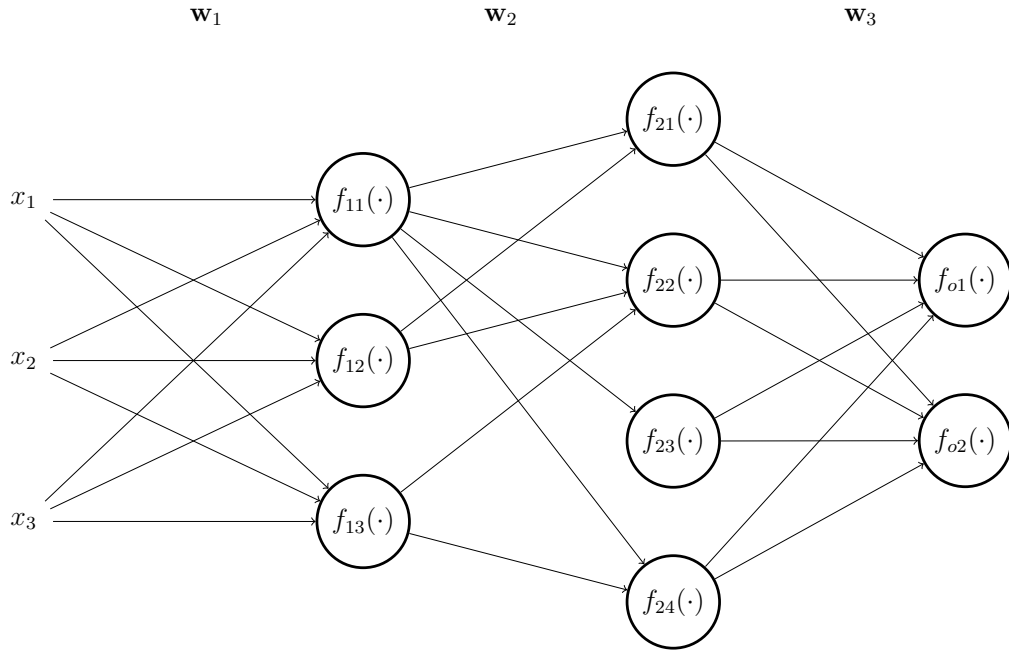 w₁ w₂ w₃
f₂₁(·)
x₁ f₁₁(·)
f₂₂(·) fₒ₁(·)
x₂ f₁₂(·)
f₂₃(·) fₒ₂(·)
x₃ f₁₃(·)
f₂₄(·)